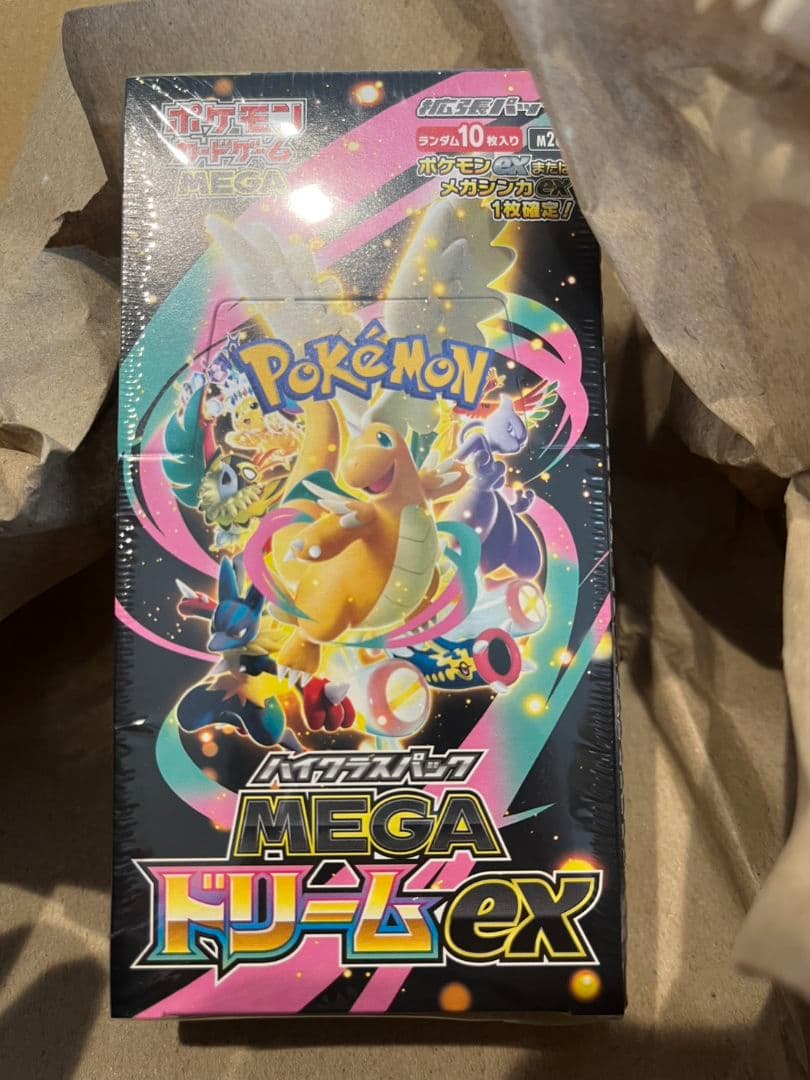 ポケモン
カードゲーム
MEGA
拡張パッ
ランダム10枚入り
M2
ポケモンexまたは
メガシンカex
1枚確定！
POKÉMON
TM
ハイクラスパック
MEGA
ドリームex